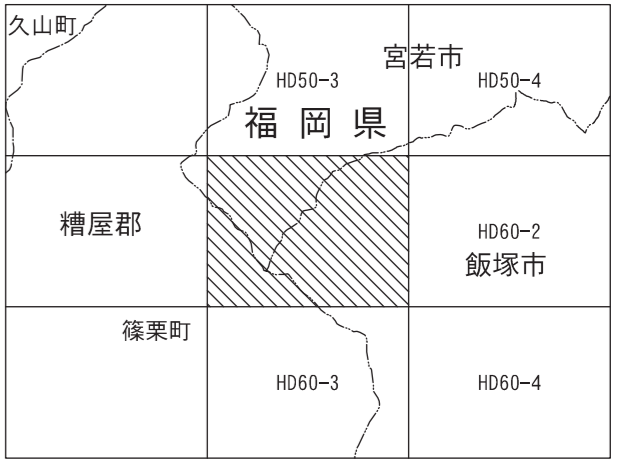 久山町
宮若市
HD50-3
HD50-4
福岡県
糟屋郡
HD60-2
飯塚市
篠栗町
HD60-3
HD60-4